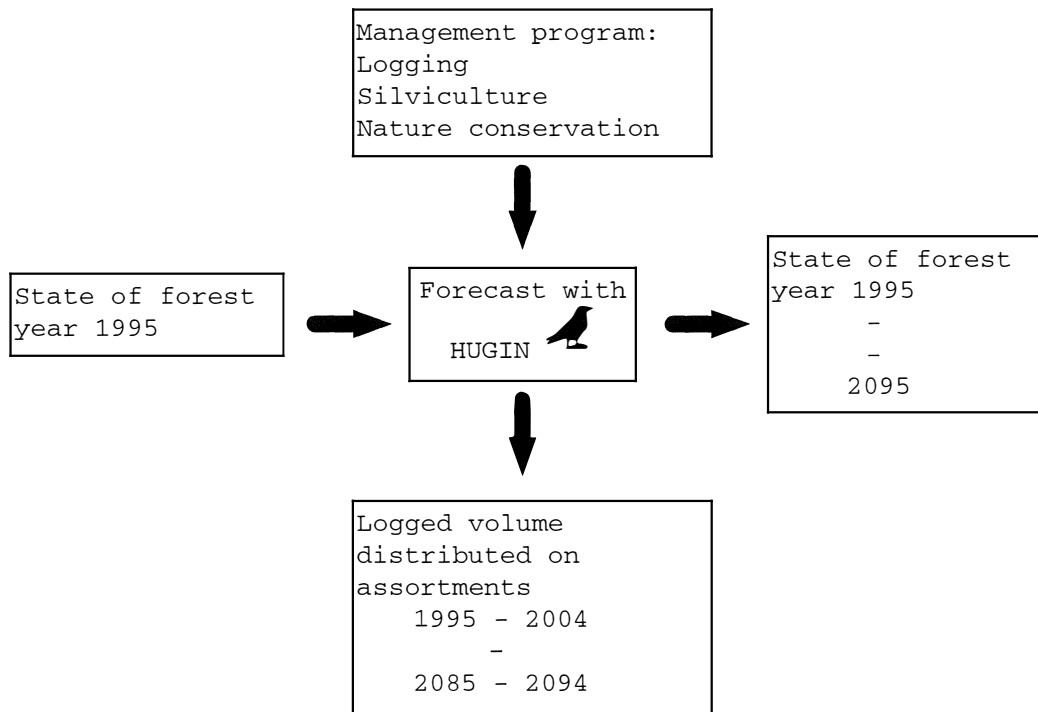 Management program:
Logging
Silviculture
Nature conservation
State of forest
year 1995
Forecast with
HUGIN
State of forest
year 1995
-
-
2095
Logged volume
distributed on
assortments
1995 - 2004
-
2085 - 2094